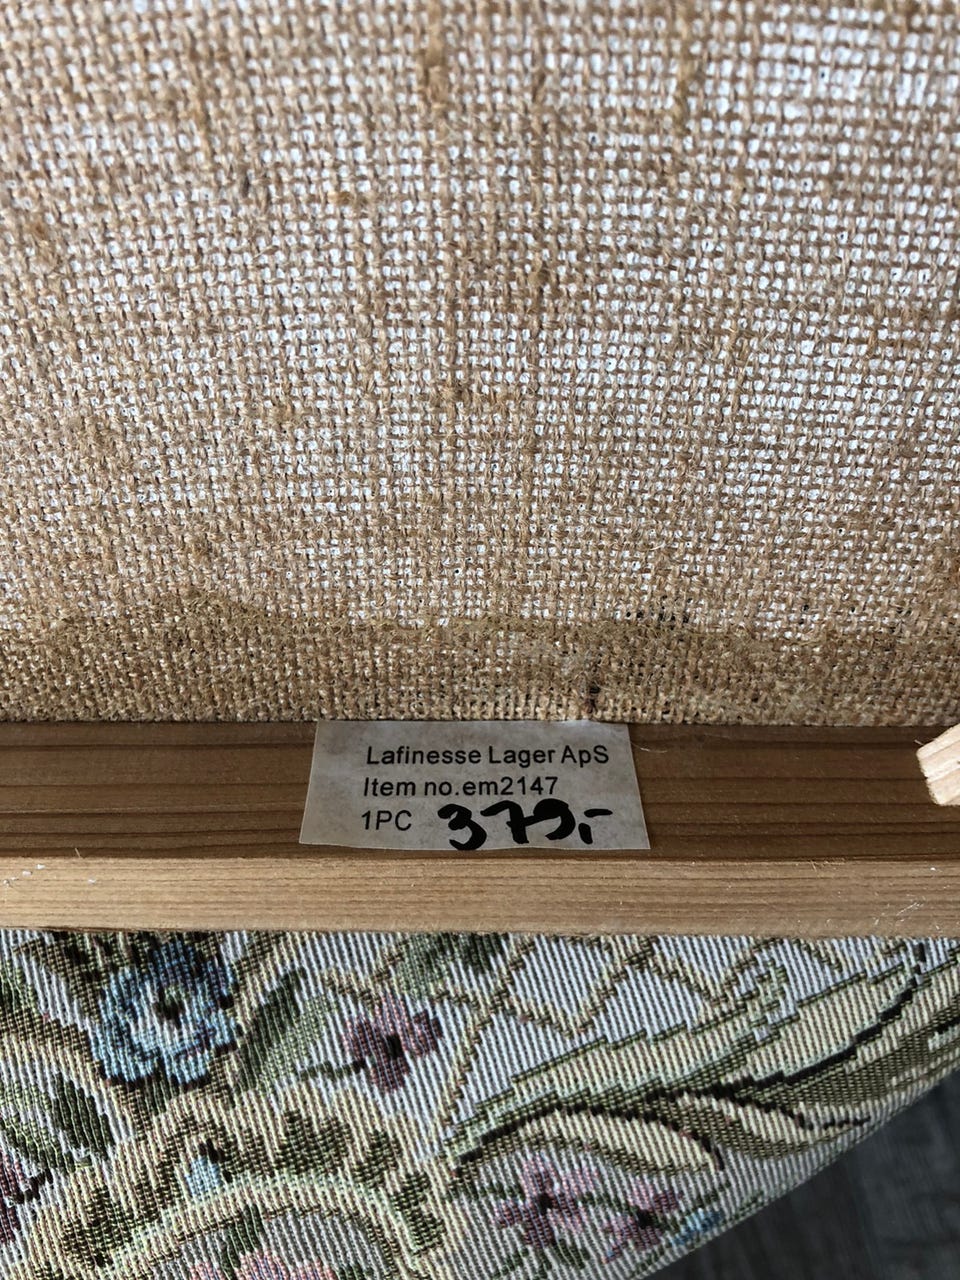 Lafinesse Lager ApS
Item no.em2147
1PC 379,-